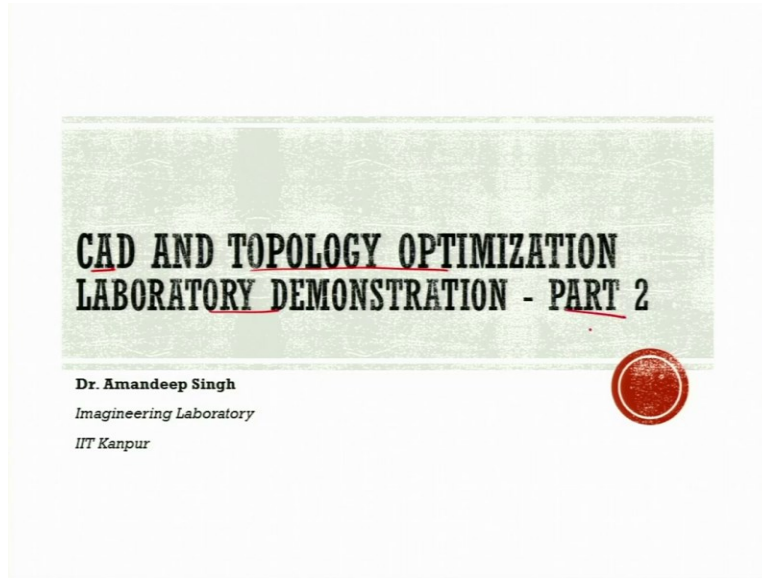 CAD AND TOPOLOGY OPTIMIZATION
LABORATORY DEMONSTRATION - PART 2
Dr. Amandeep Singh
Imagineering Laboratory
IIT Kanpur